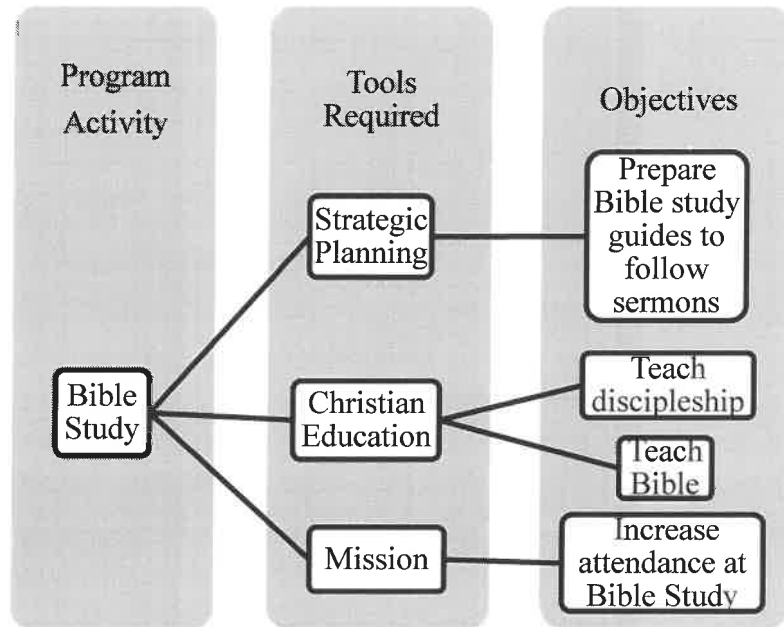 Program
Activity
Tools
Required
Objectives
Bible
Study
Strategic
Planning
Christian
Education
Mission
Prepare
Bible study
guides to
follow
sermons
Teach
discipleship
Teach
Bible
Increase
attendance at
Bible Study